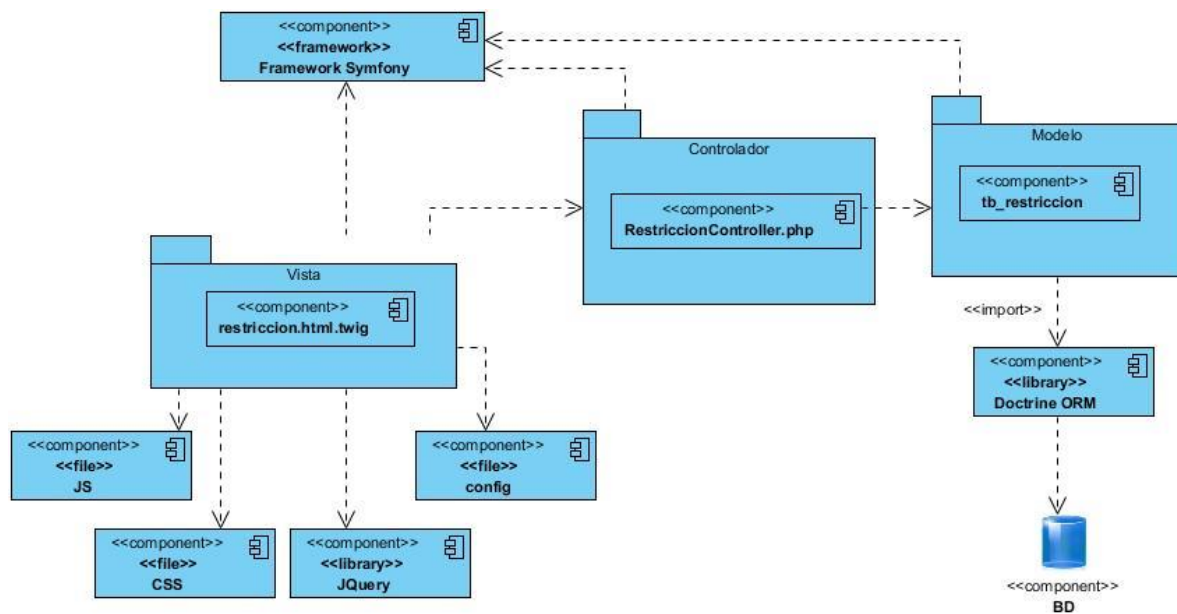 <<component>>
<<framework>>
Framework Symfony
Controlador
<<component>>
RestriccionController.php
Modelo
<<component>>
tb_restriccion
Vista
<<component>>
restriccion.html.twig
<<import>>
<<component>>
<<library>>
Doctrine ORM
<<component>>
<<file>>
JS
<<component>>
<<file>>
config
<<component>>
<<file>>
CSS
<<component>>
<<library>>
JQuery
<<component>>
BD